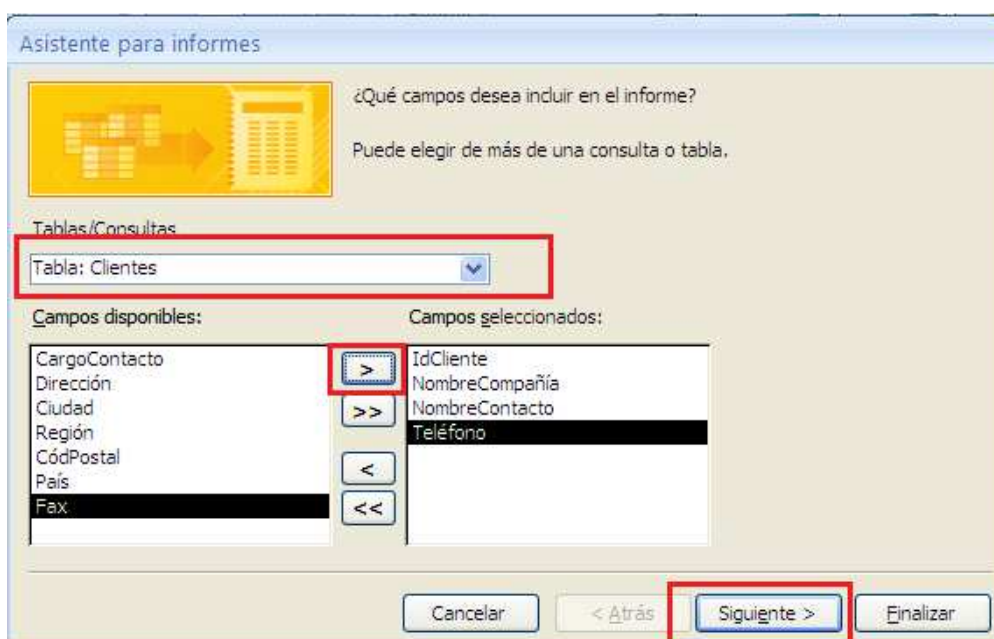 Asistente para informes
¿Qué campos desea incluir en el informe?
Puede elegir de más de una consulta o tabla.
Tablas/Consultas
Tabla: Clientes
Campos disponibles:
Campos seleccionados:
CargoContacto
Dirección
Ciudad
Región
CódPostal
País
Fax
>
>>
<
<<
IdCliente
NombreCompañía
NombreContacto
Teléfono
Cancelar
< Atrás
Siguiente >
Finalizar